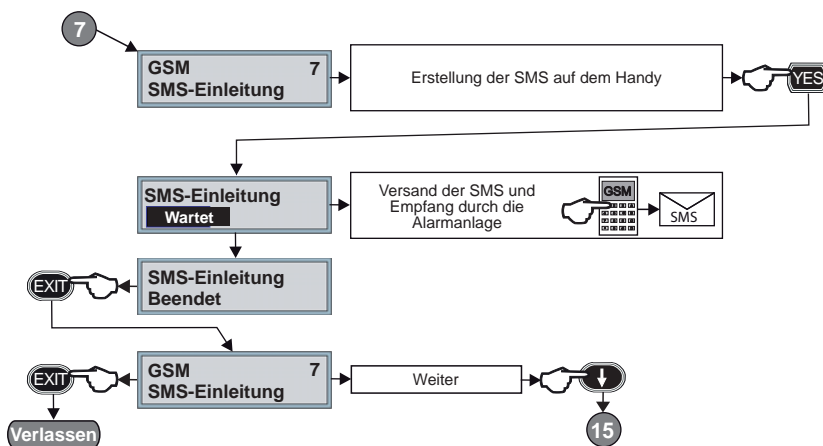 7
GSM 7
SMS-Einleitung
Erstellung der SMS auf dem Handy
YES
SMS-Einleitung
Wartet
Versand der SMS und
Empfang durch die
Alarmanlage
GSM
SMS
EXIT
SMS-Einleitung
Beendet
EXIT
GSM 7
SMS-Einleitung
Weiter
Verlassen
15